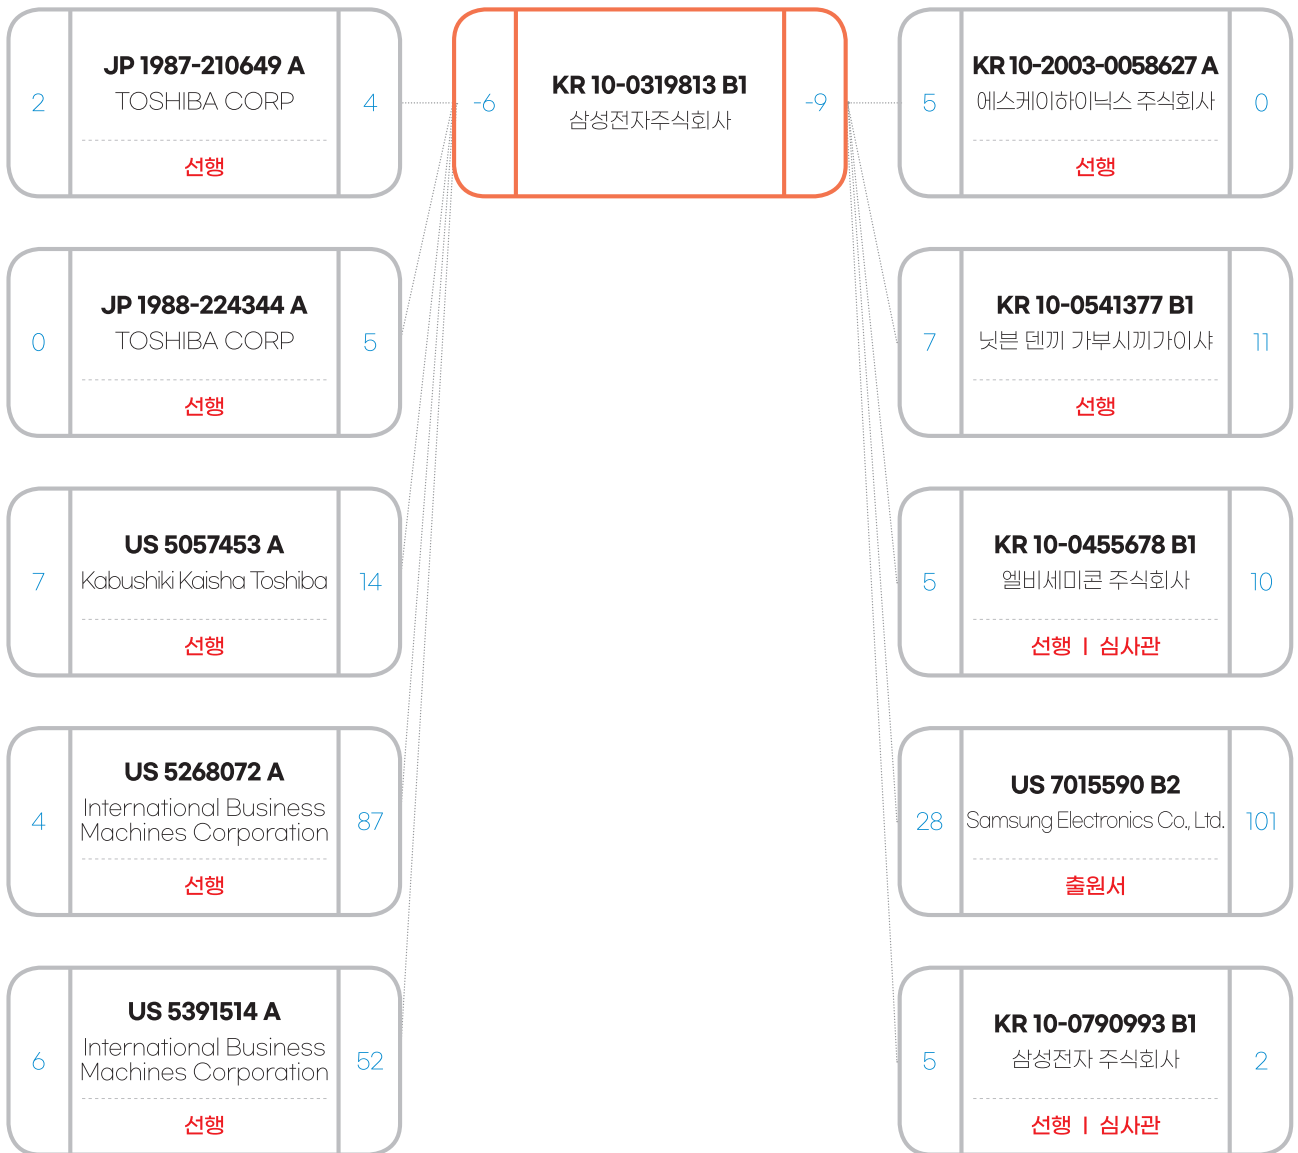 2
JP 1987-210649 A
TOSHIBA CORP
선행
4
0
JP 1988-224344 A
TOSHIBA CORP
선행
5
7
US 5057453 A
Kabushiki Kaisha Toshiba
선행
14
4
US 5268072 A
International Business
Machines Corporation
선행
87
6
US 5391514 A
International Business
Machines Corporation
선행
52
-6
KR 10-0319813 B1
삼성전자주식회사
-9
5
KR 10-2003-0058627 A
에스케이하이닉스 주식회사
선행
0
7
KR 10-0541377 B1
닛본 덴끼 가부시끼가이샤
선행
11
5
KR 10-0455678 B1
엘비세미콘 주식회사
선행 | 심사관
10
28
US 7015590 B2
Samsung Electronics Co., Ltd.
출원서
101
5
KR 10-0790993 B1
삼성전자 주식회사
선행 | 심사관
2